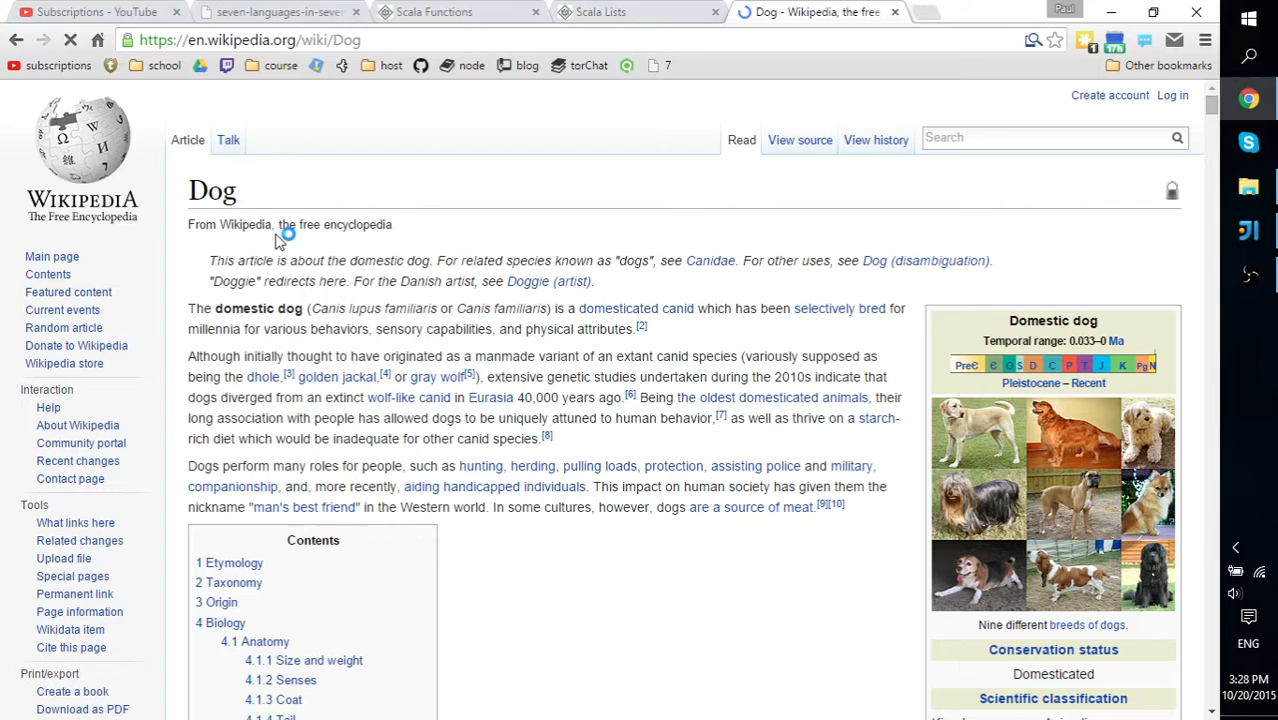 Subscriptions - YouTube
seven-languages-in-seve
Scala Functions
Scala Lists
Dog - Wikipedia, the free
Paul
https://en.wikipedia.org/wiki/Dog
1
17h
subscriptions
school
course
host
node
blog
torChat
7
Other bookmarks
Create account Log in
Article Talk
Read View source View history
Search
WIKIPEDIA
The Free Encyclopedia
Main page
Contents
Featured content
Current events
Random article
Donate to Wikipedia
Wikipedia store
Interaction
Help
About Wikipedia
Community portal
Recent changes
Contact page
Tools
What links here
Related changes
Upload file
Special pages
Permanent link
Page information
Wikidata item
Cite this page
Print/export
Create a book
Download as PDF
Dog
From Wikipedia, the free encyclopedia
This article is about the domestic dog. For related species known as "dogs", see Canidae. For other uses, see Dog (disambiguation).
"Doggie" redirects here. For the Danish artist, see Doggie (artist).
The domestic dog (Canis lupus familiaris or Canis familiaris) is a domesticated canid which has been selectively bred for
millennia for various behaviors, sensory capabilities, and physical attributes.[2]
Although initially thought to have originated as a manmade variant of an extant canid species (variously supposed as
being the dhole,[3] golden jackal,[4] or gray wolf[5]), extensive genetic studies undertaken during the 2010s indicate that
dogs diverged from an extinct wolf-like canid in Eurasia 40,000 years ago.[6] Being the oldest domesticated animals, their
long association with people has allowed dogs to be uniquely attuned to human behavior,[7] as well as thrive on a starch-
rich diet which would be inadequate for other canid species.[8]
Dogs perform many roles for people, such as hunting, herding, pulling loads, protection, assisting police and military,
companionship, and, more recently, aiding handicapped individuals. This impact on human society has given them the
nickname "man's best friend" in the Western world. In some cultures, however, dogs are a source of meat.[9][10]
Contents
1 Etymology
2 Taxonomy
3 Origin
4 Biology
4.1 Anatomy
4.1.1 Size and weight
4.1.2 Senses
4.1.3 Coat
4.1.4 Tail
Domestic dog
Temporal range: 0.033–0 Ma
PreЄ Є O S D C P T J K Pg N
Pleistocene – Recent
Nine different breeds of dogs.
Conservation status
Domesticated
Scientific classification
ENG
3:28 PM
10/20/2015